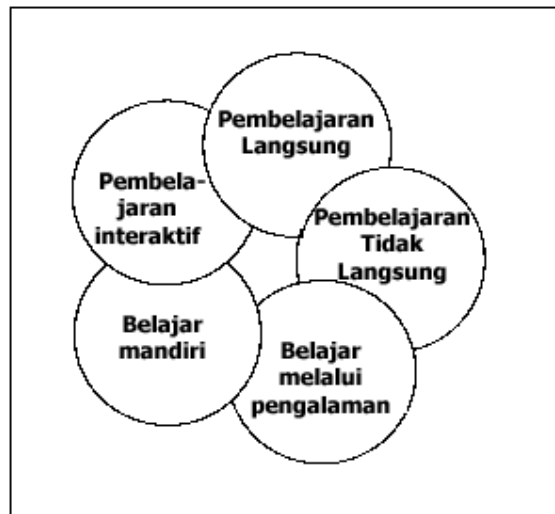 Pembelajaran
Langsung
Pembela-
jaran
interaktif
Pembelajaran
Tidak
Langsung
Belajar
mandiri
Belajar
melalui
pengalaman